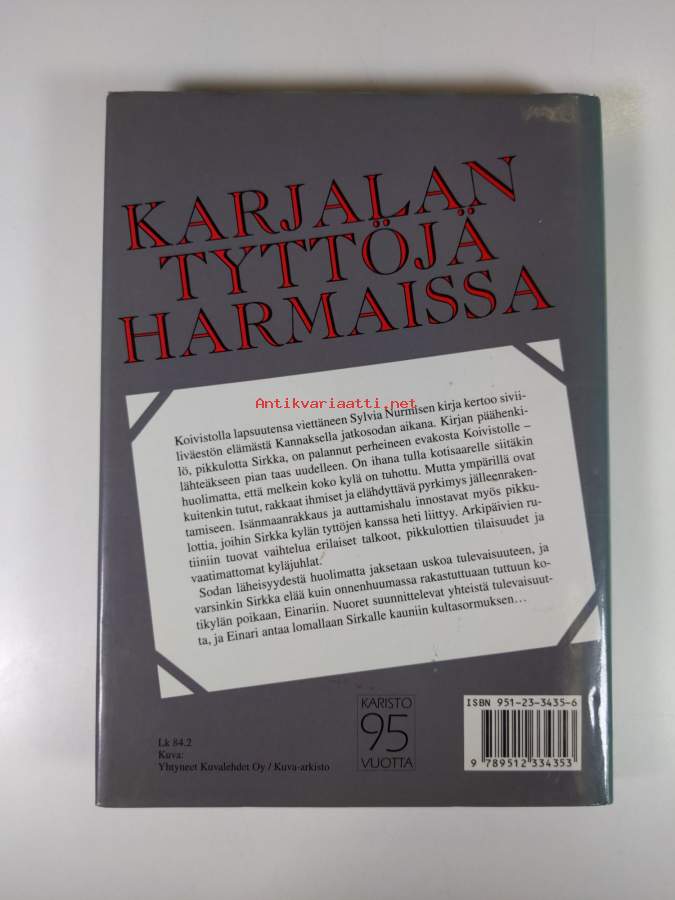 KARJALAN
TYTTÖJÄ
HARMAISSA
Antikvariaatti.net
Koivistolla lapsuutensa viettäneen Sylvia Nurmisen kirja kertoo sivii-
liväestön elämästä Kannaksella jatkosodan aikana. Kirjan päähenki-
lö, pikkulotta Sirkka, on palannut perheineen evakosta Koivistolle –
lähteäkseen pian taas uudelleen. On ihana tulla kotisaarelle siitäkin
huolimatta, että melkein koko kylä on tuhottu. Mutta ympärillä ovat
kuitenkin tutut, rakkaat ihmiset ja elähdyttävä pyrkimys jälleenraken-
tamiseen. Isänmaanrakkaus ja auttamishalu innostavat myös pikku-
lottia, joihin Sirkka kylän tyttöjen kanssa heti liittyy. Arkipäivien ru-
tiiniin tuovat vaihtelua erilaiset talkoot, pikkulottien tilaisuudet ja
vaatimattomat kyläjuhlat.
Sodan läheisyydestä huolimatta jaksetaan uskoa tulevaisuuteen, ja
varsinkin Sirkka elää kuin onnenhuumassa rakastuttuaan tuttuun ko-
tikylän poikaan, Einariin. Nuoret suunnittelevat yhteistä tulevaisuut-
ta, ja Einari antaa lomallaan Sirkalle kauniin kultasormuksen...
Lk 84.2
Kuva:
Yhtyneet Kuvalehdet Oy / Kuva-arkisto
KARISTO
95
VUOTTA
ISBN 951-23-3435-6
9 789512 334353